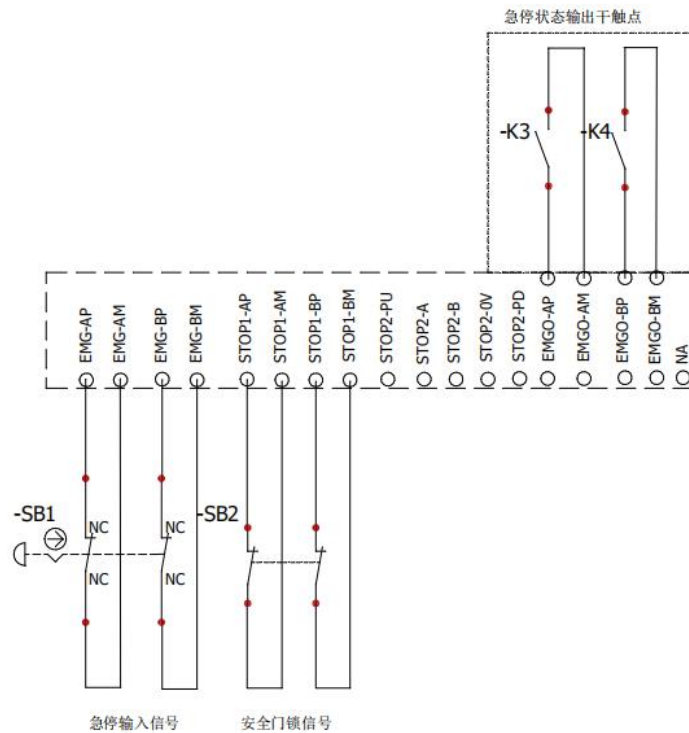 急停状态输出干触点
-K3
-K4
EMG-AP
EMG-AM
EMG-BP
EMG-BM
STOP1-AP
STOP1-AM
STOP1-BP
STOP1-BM
STOP2-PU
STOP2-A
STOP2-B
STOP2-0V
STOP2-PD
EMGO-AP
EMGO-AM
EMGO-BP
EMGO-BM
NA
-SB1
NC
NC
-SB2
NC
NC
急停输入信号
安全门锁信号